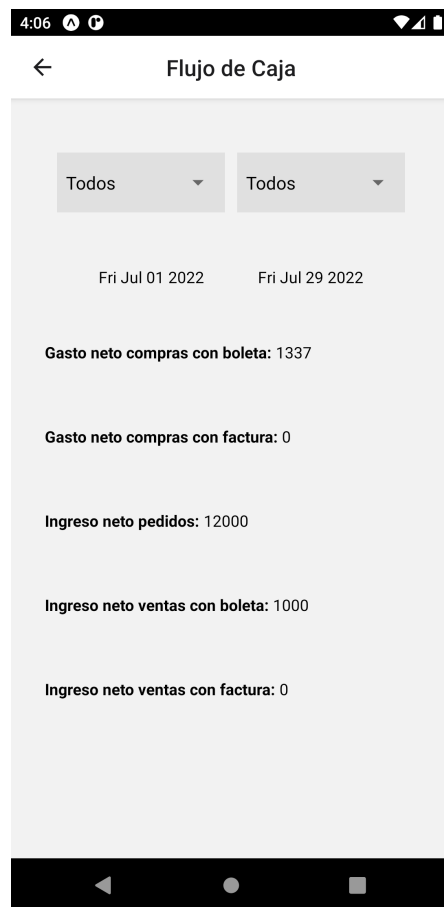 4:06
Flujo de Caja
Todos Todos
Fri Jul 01 2022 Fri Jul 29 2022
Gasto neto compras con boleta: 1337
Gasto neto compras con factura: 0
Ingreso neto pedidos: 12000
Ingreso neto ventas con boleta: 1000
Ingreso neto ventas con factura: 0